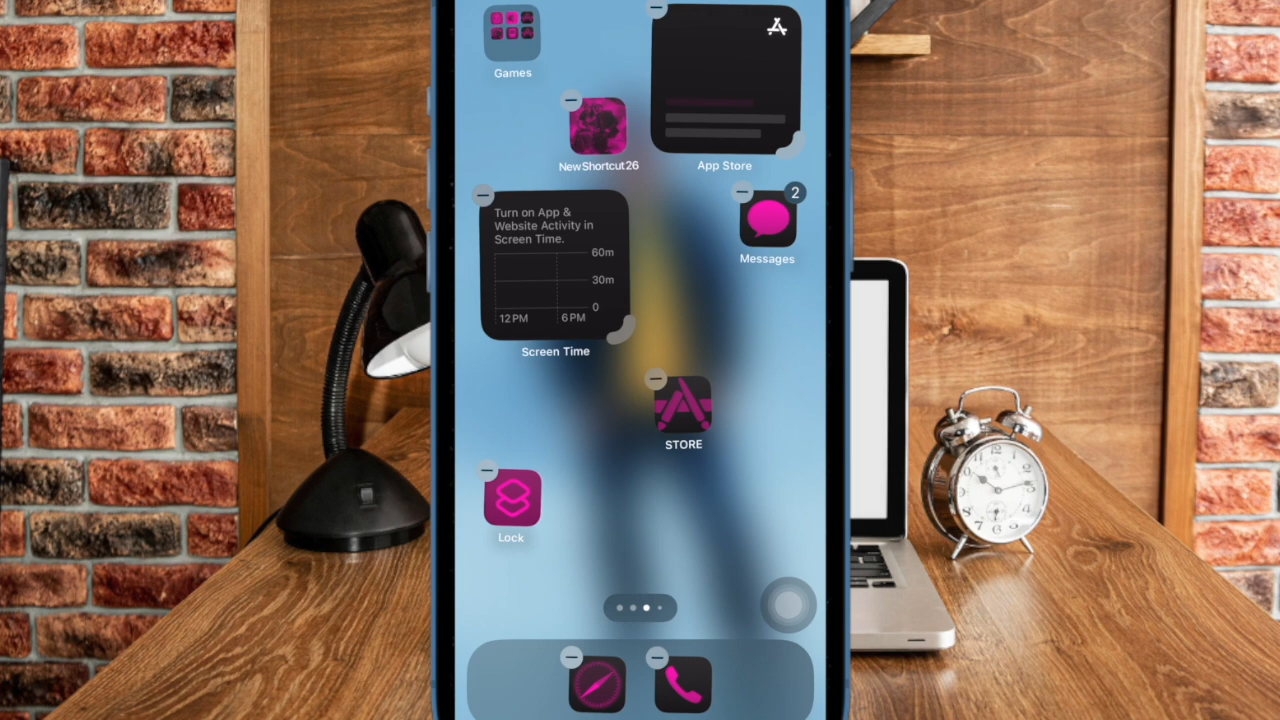 Games
NewShortcut26
App Store
Turn on App &
Website Activity in
Screen Time.
60m
30m
0
12 PM
6 PM
Screen Time
2
Messages
STORE
Lock